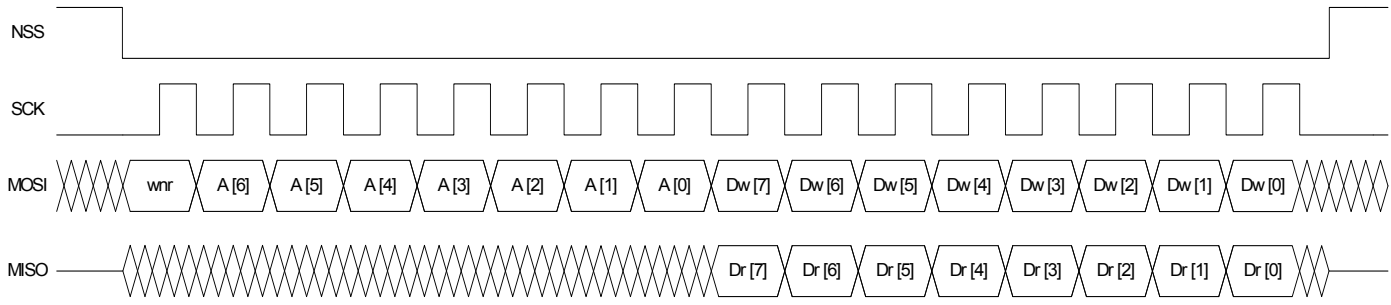 NSS
SCK
MOSI wnr A [6] A [5] A [4] A [3] A [2] A [1] A [0] Dw [7] Dw [6] Dw [5] Dw [4] Dw [3] Dw [2] Dw [1] Dw [0]
MISO Dr [7] Dr [6] Dr [5] Dr [4] Dr [3] Dr [2] Dr [1] Dr [0]